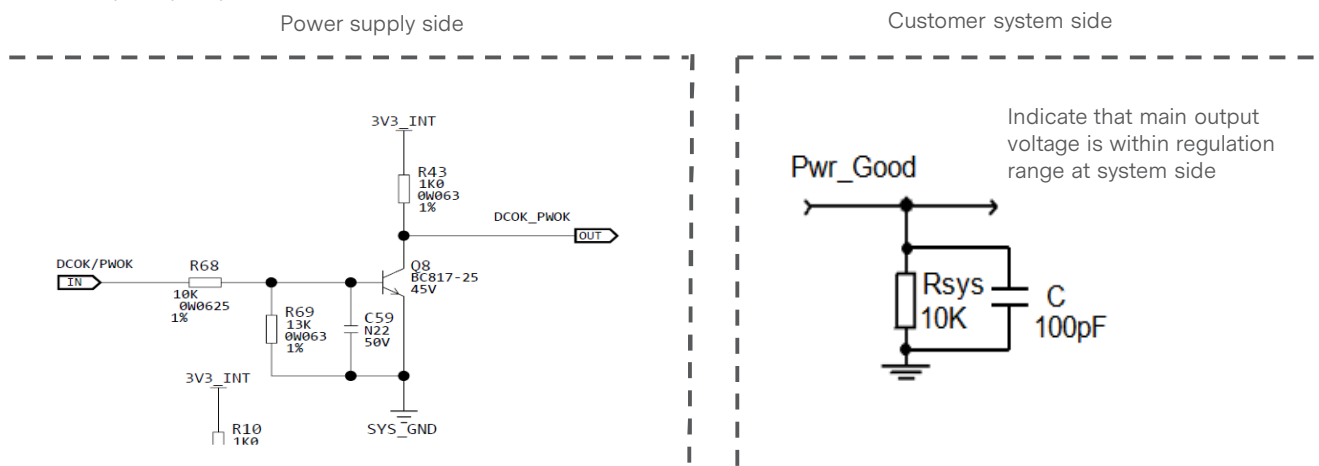 Power supply side
Customer system side
3V3_INT
R43
1K0
0W063
1%
DCOK_PWOK
OUT
DCOK/PWOK
IN
R68
10K
0W0625
1%
Q8
BC817-25
45V
R69
13K
0W063
1%
C59
N22
50V
3V3_INT
R10
1K0
SYS_GND
Indicate that main output
voltage is within regulation
range at system side
Pwr_Good
Rsys
10K
C
100pF